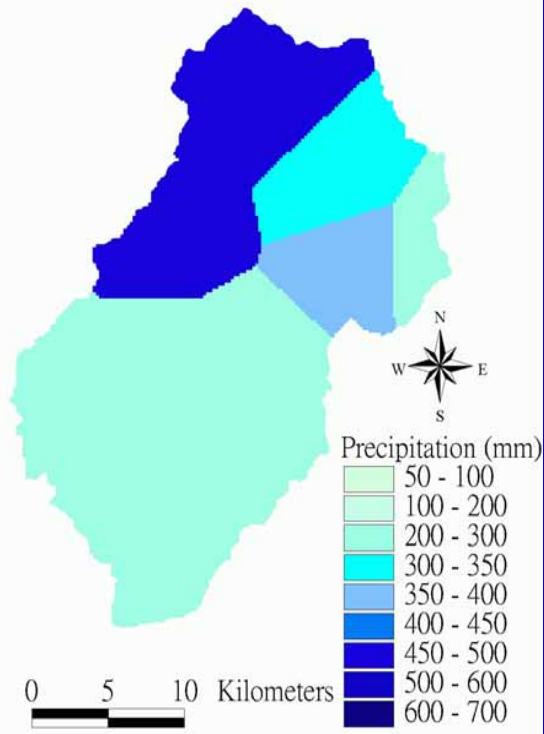 N
W E
S
Precipitation (mm)
50 - 100
100 - 200
200 - 300
300 - 350
350 - 400
400 - 450
450 - 500
500 - 600
600 - 700
0 5 10 Kilometers